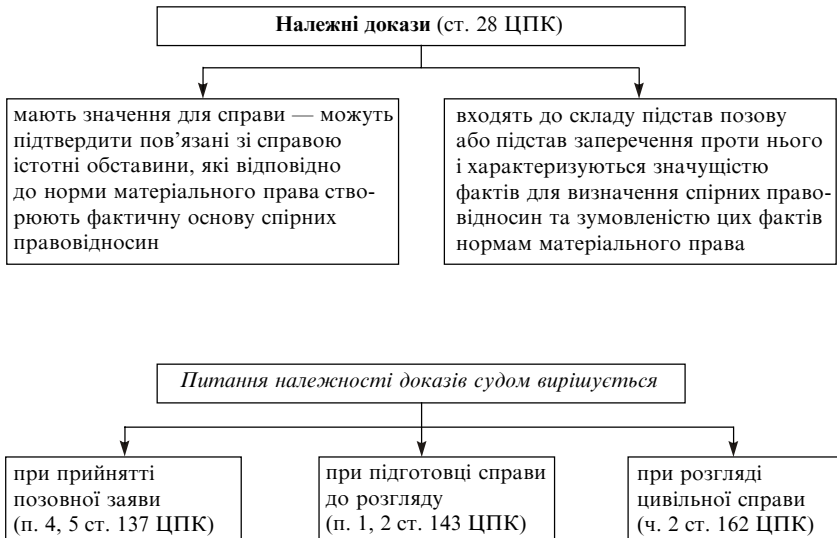 Належні докази (ст. 28 ЦПК)
мають значення для справи — можуть
підтвердити пов’язані зі справою
істотні обставини, які відповідно
до норми матеріального права ство-
рюють фактичну основу спірних
правовідносин
входять до складу підстав позову
або підстав заперечення проти нього
і характеризуються значущістю
фактів для визначення спірних право-
відносин та зумовленістю цих фактів
нормам матеріального права
Питання належності доказів судом вирішується
при прийнятті
позовної заяви
(п. 4, 5 ст. 137 ЦПК)
при підготовці справи
до розгляду
(п. 1, 2 ст. 143 ЦПК)
при розгляді
цивільної справи
(ч. 2 ст. 162 ЦПК)